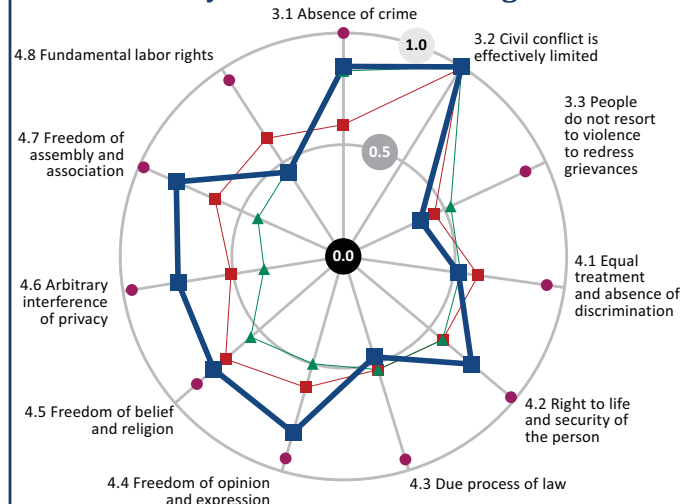 3.1 Absence of crime
1.0
3.2 Civil conflict is
effectively limited
3.3 People
do not resort
to violence
to redress
grievances
0.5
0.0
4.1 Equal
treatment
and absence of
discrimination
4.2 Right to life
and security of
the person
4.3 Due process of law
4.4 Freedom of opinion
and expression
4.5 Freedom of belief
and religion
4.6 Arbitrary
interference
of privacy
4.7 Freedom of
assembly and
association
4.8 Fundamental labor rights